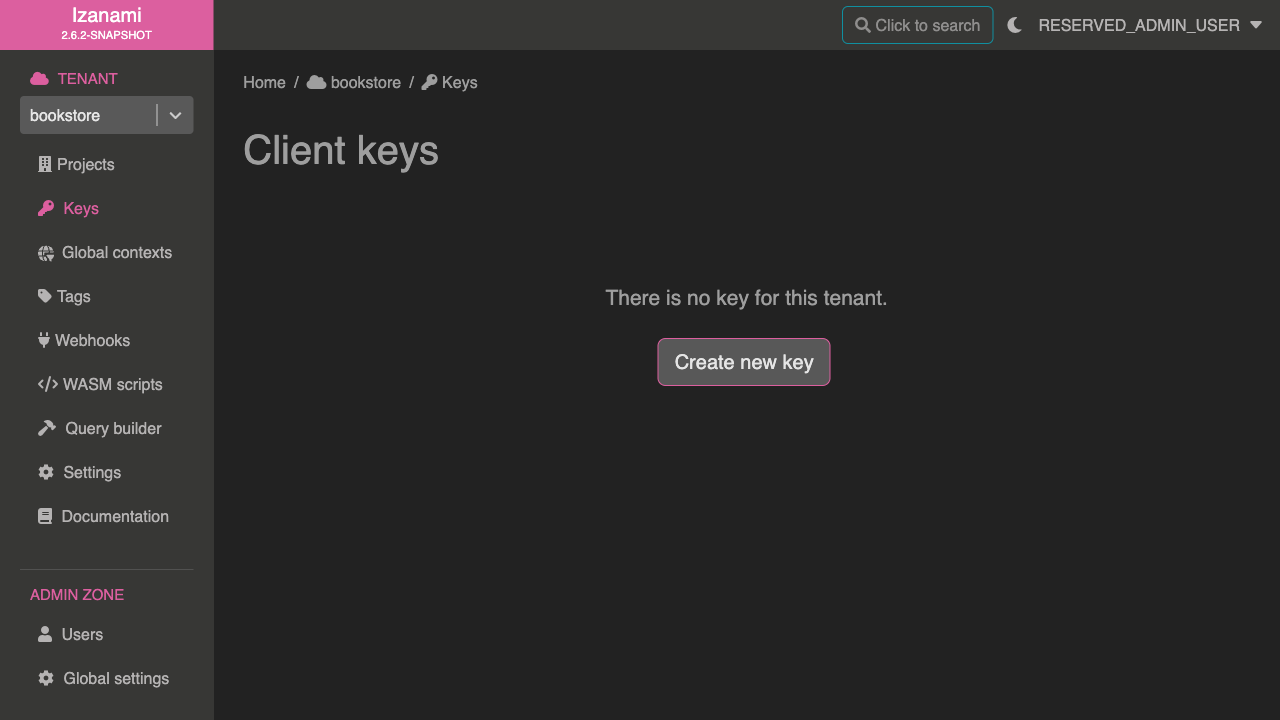 Izanami
2.6.2-SNAPSHOT
Click to search
RESERVED_ADMIN_USER
TENANT
bookstore
Projects
Keys
Global contexts
Tags
Webhooks
WASM scripts
Query builder
Settings
Documentation
ADMIN ZONE
Users
Global settings
Home / bookstore / Keys
Client keys
There is no key for this tenant.
Create new key